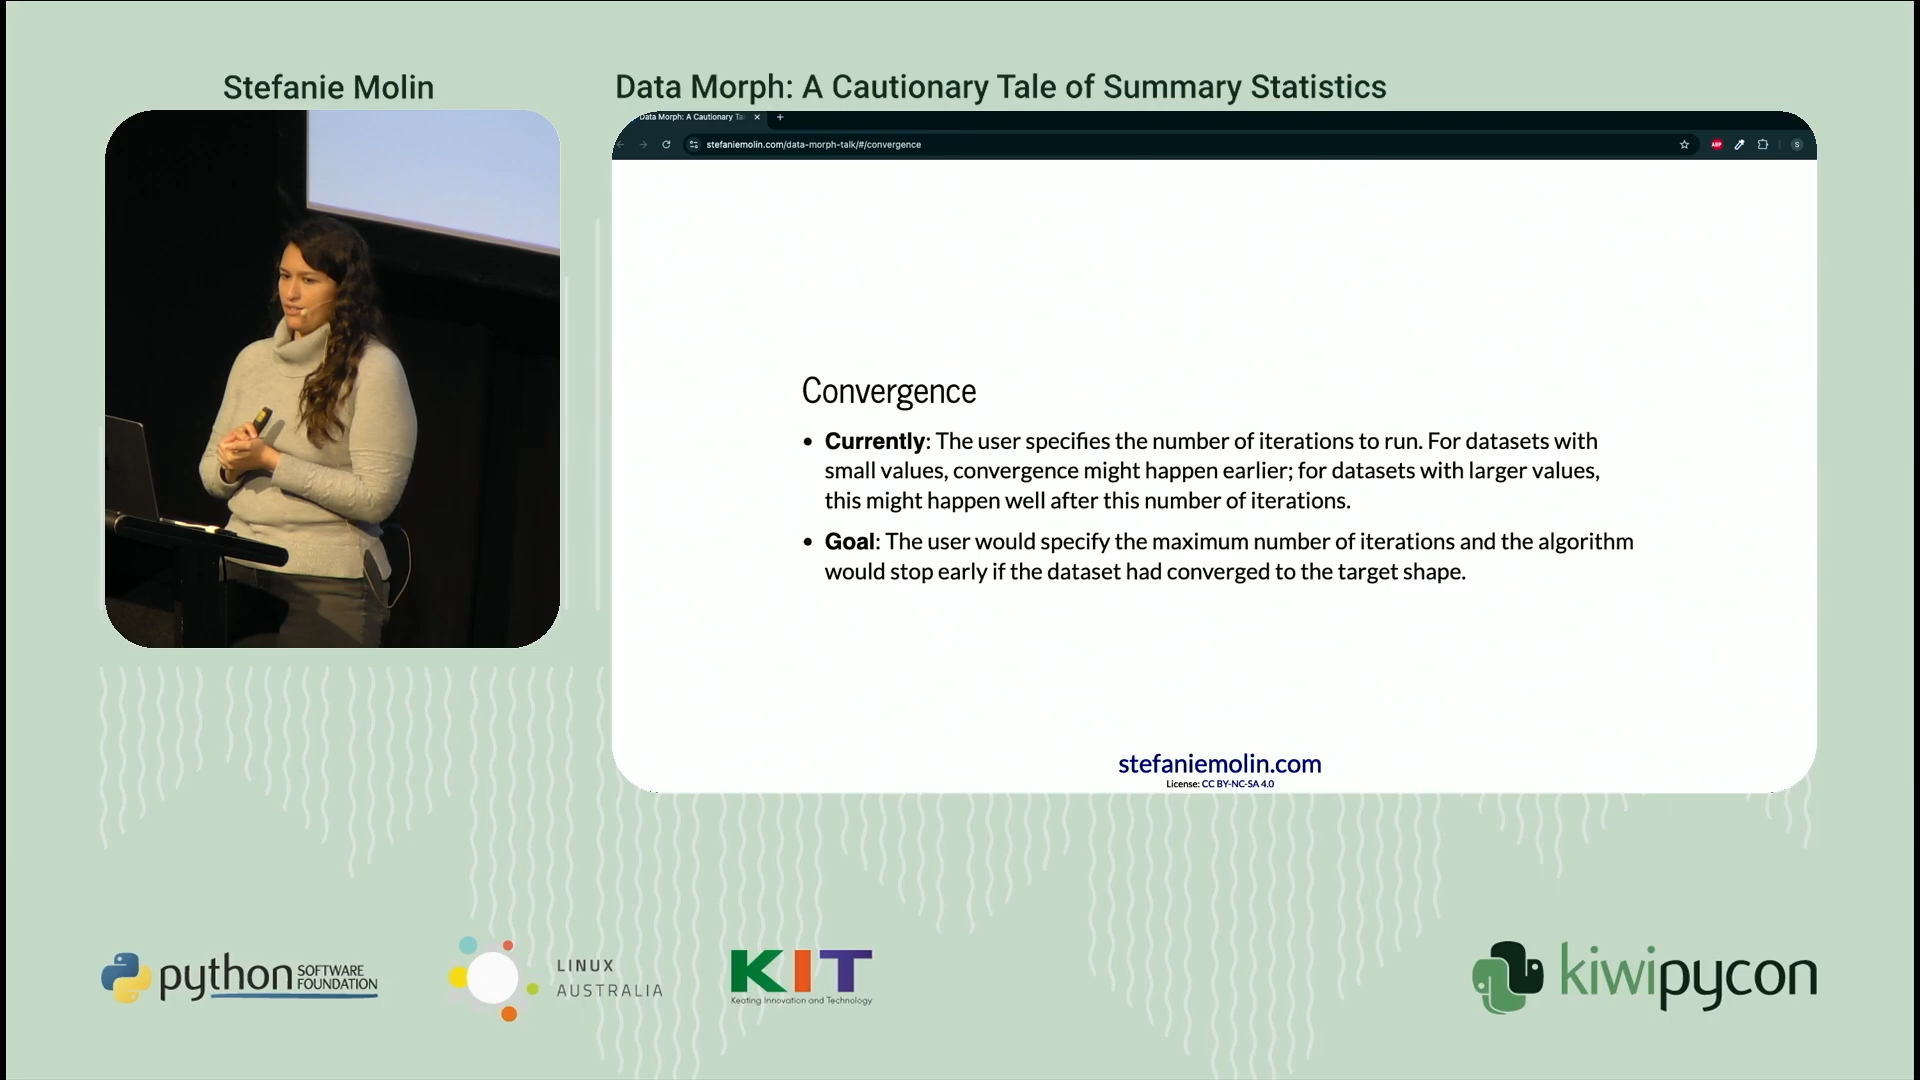 Stefanie Molin
Data Morph: A Cautionary Tale of Summary Statistics
Data Morph: A Cautionary Ta
stefaniemolin.com/data-morph-talk/#/convergence
ABP
S
Convergence
• Currently: The user specifies the number of iterations to run. For datasets with
small values, convergence might happen earlier; for datasets with larger values,
this might happen well after this number of iterations.
• Goal: The user would specify the maximum number of iterations and the algorithm
would stop early if the dataset had converged to the target shape.
stefaniemolin.com
License: CC BY-NC-SA 4.0
python SOFTWARE
FOUNDATION
LINUX
AUSTRALIA
KIT
Keating Innovation and Technology
kiwipycon